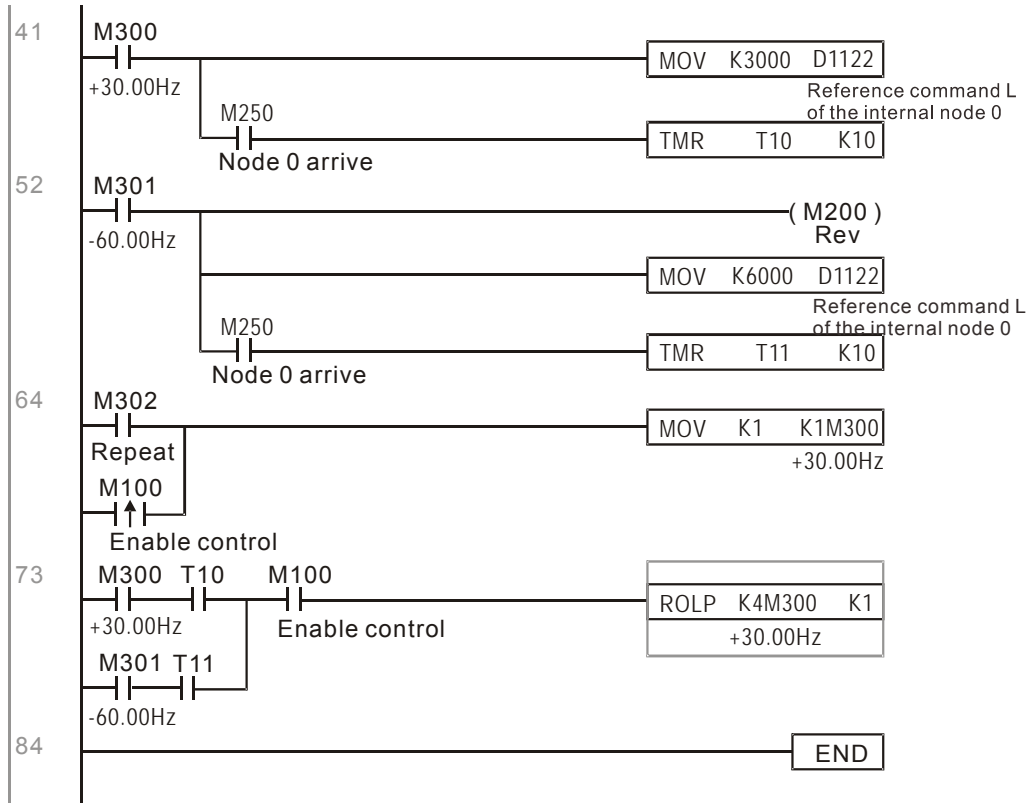 41
M300
MOV K3000 D1122
+30.00Hz
Reference command L
of the internal node 0
M250
TMR T10 K10
Node 0 arrive
52
M301
( M200 )
Rev
-60.00Hz
MOV K6000 D1122
Reference command L
of the internal node 0
M250
TMR T11 K10
Node 0 arrive
64
M302
MOV K1 K1M300
Repeat
+30.00Hz
M100
Enable control
73
M300 T10 M100
ROLP K4M300 K1
+30.00Hz
Enable control
+30.00Hz
M301 T11
-60.00Hz
84
END